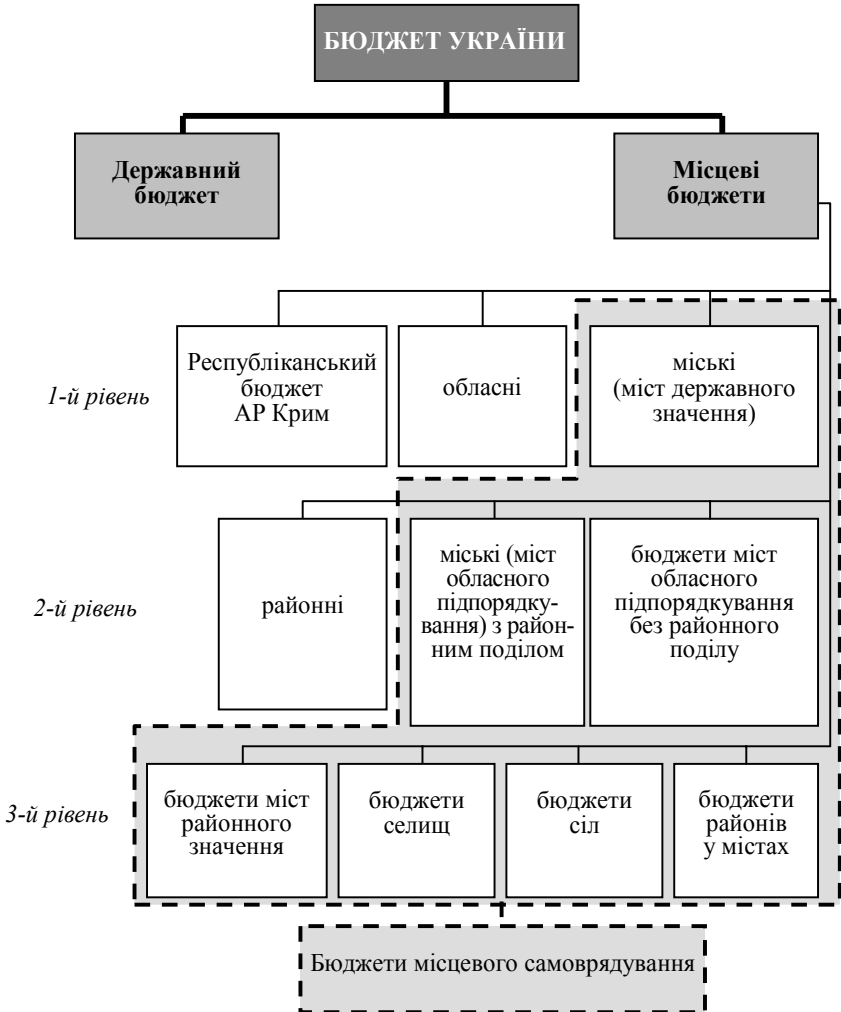 БЮДЖЕТ УКРАЇНИ
Державний
бюджет
Місцеві
бюджети
1-й рівень
Республіканський
бюджет
АР Крим
обласні
міські
(міст державного
значення)
2-й рівень
районні
міські (міст
обласного
підпорядку-
вання) з район-
ним поділом
бюджети міст
обласного
підпорядкування
без районного
поділу
3-й рівень
бюджети міст
районного
значення
бюджети
селищ
бюджети
сіл
бюджети
районів
у містах
Бюджети місцевого самоврядування